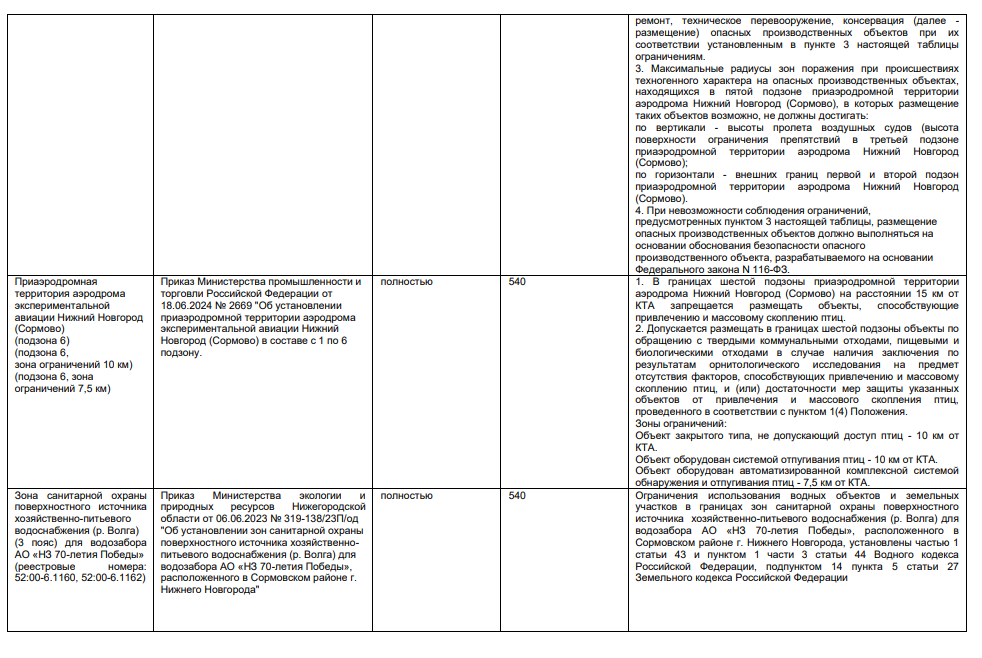 ремонт, техническое перевооружение, консервация (далее -
размещение) опасных производственных объектов при их
соответствии установленным в пункте 3 настоящей таблицы
ограничениям.
3. Максимальные радиусы зон поражения при происшествиях
техногенного характера на опасных производственных объектах,
находящихся в пятой подзоне приаэродромной территории
аэродрома Нижний Новгород (Сормово), в которых размещение
таких объектов возможно, не должны достигать:
по вертикали - высоты пролета воздушных судов (высота
поверхности ограничения препятствий в третьей подзоне
приаэродромной территории аэродрома Нижний Новгород
(Сормово);
по горизонтали - внешних границ первой и второй подзон
приаэродромной территории аэродрома Нижний Новгород
(Сормово).
4. При невозможности соблюдения ограничений,
предусмотренных пунктом 3 настоящей таблицы, размещение
опасных производственных объектов должно выполняться на
основании обоснования безопасности опасного
производственного объекта, разрабатываемого на основании
Федерального закона N 116-ФЗ.
Приаэродромная
территория аэродрома
экспериментальной
авиации Нижний Новгород
(Сормово)
(подзона 6)
(подзона 6,
зона ограничений 10 км)
(подзона 6, зона
ограничений 7,5 км)
Приказ Министерства промышленности и
торговли Российской Федерации от
18.06.2024 № 2669 "Об установлении
приаэродромной территории аэродрома
экспериментальной авиации Нижний
Новгород (Сормово) в составе с 1 по 6
подзону.
полностью
540
1. В границах шестой подзоны приаэродромной территории
аэродрома Нижний Новгород (Сормово) на расстоянии 15 км от
КТА запрещается размещать объекты, способствующие
привлечению и массовому скоплению птиц.
2. Допускается размещать в границах шестой подзоны объекты по
обращению с твердыми коммунальными отходами, пищевыми и
биологическими отходами в случае наличия заключения по
результатам орнитологического исследования на предмет
отсутствия факторов, способствующих привлечению и массовому
скоплению птиц, и (или) достаточности мер защиты указанных
объектов от привлечения и массового скопления птиц,
проведенного в соответствии с пунктом 1(4) Положения.
Зоны ограничений:
Объект закрытого типа, не допускающий доступ птиц - 10 км от
КТА.
Объект оборудован системой отпугивания птиц - 10 км от КТА.
Объект оборудован автоматизированной комплексной системой
обнаружения и отпугивания птиц - 7,5 км от КТА.
Зона санитарной охраны
поверхностного источника
хозяйственно-питьевого
водоснабжения (р. Волга)
(3 пояс) для водозабора
АО «НЗ 70-летия Победы»
(реестровые номера:
52:00-6.1160, 52:00-6.1162)
Приказ Министерства экологии и
природных ресурсов Нижегородской
области от 06.06.2023 № 319-138/23П/од
"Об установлении зон санитарной охраны
поверхностного источника хозяйственно-
питьевого водоснабжения (р. Волга) для
водозабора АО «НЗ 70-летия Победы»,
расположенного в Сормовском районе г.
Нижнего Новгорода"
полностью
540
Ограничения использования водных объектов и земельных
участков в границах зон санитарной охраны поверхностного
источника хозяйственно-питьевого водоснабжения (р. Волга) для
водозабора АО «НЗ 70-летия Победы», расположенного в
Сормовском районе г. Нижнего Новгорода, установлены частью 1
статьи 43 и пунктом 1 части 3 статьи 44 Водного кодекса
Российской Федерации, подпунктом 14 пункта 5 статьи 27
Земельного кодекса Российской Федерации